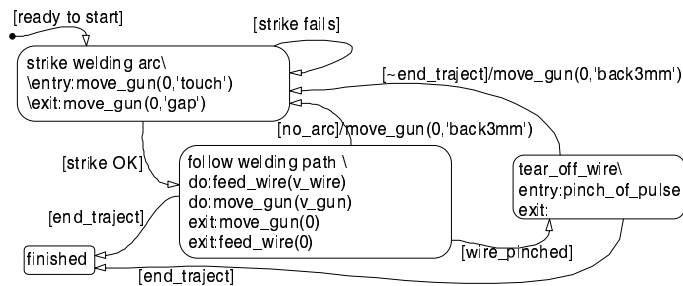 [ready to start]
[strike fails]
strike welding arc\
\entry:move_gun(0,'touch')
\exit:move_gun(0,'gap')
[~end_traject]/move_gun(0,'back3mm')
[no_arc]/move_gun(0,'back3mm')
[strike OK]
follow welding path \
do:feed_wire(v_wire)
do:move_gun(v_gun)
exit:move_gun(0)
exit:feed_wire(0)
tear_off_wire\
entry:pinch_of_pulse
exit:
[end_traject]
[wire_pinched]
finished
[end_traject]